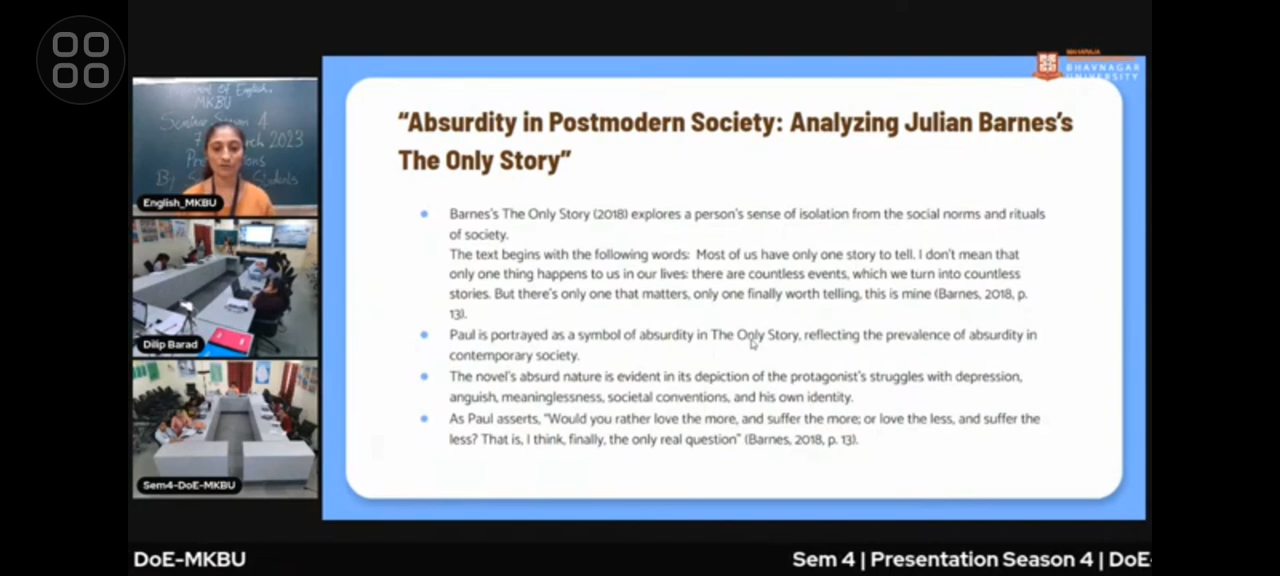 MAHARAJA
BHAVNAGAR
UNIVERSITY
"Absurdity in Postmodern Society: Analyzing Julian Barnes's
The Only Story"
Barnes's The Only Story (2018) explores a person's sense of isolation from the social norms and rituals
of society.
The text begins with the following words: Most of us have only one story to tell. I don't mean that
only one thing happens to us in our lives: there are countless events, which we turn into countless
stories. But there's only one that matters, only one finally worth telling, this is mine (Barnes, 2018, p.
13).
Paul is portrayed as a symbol of absurdity in The Only Story, reflecting the prevalence of absurdity in
contemporary society.
The novel's absurd nature is evident in its depiction of the protagonist's struggles with depression,
anguish, meaninglessness, societal conventions, and his own identity.
As Paul asserts, "Would you rather love the more, and suffer the more; or love the less, and suffer the
less? That is, I think, finally, the only real question" (Barnes, 2018, p. 13).
of English,
MKBU
2023
By Students
English_MKBU
Dilip Barad
Sem4-DoE-MKBU
DoE-MKBU
Sem 4 | Presentation Season 4 | DoE-